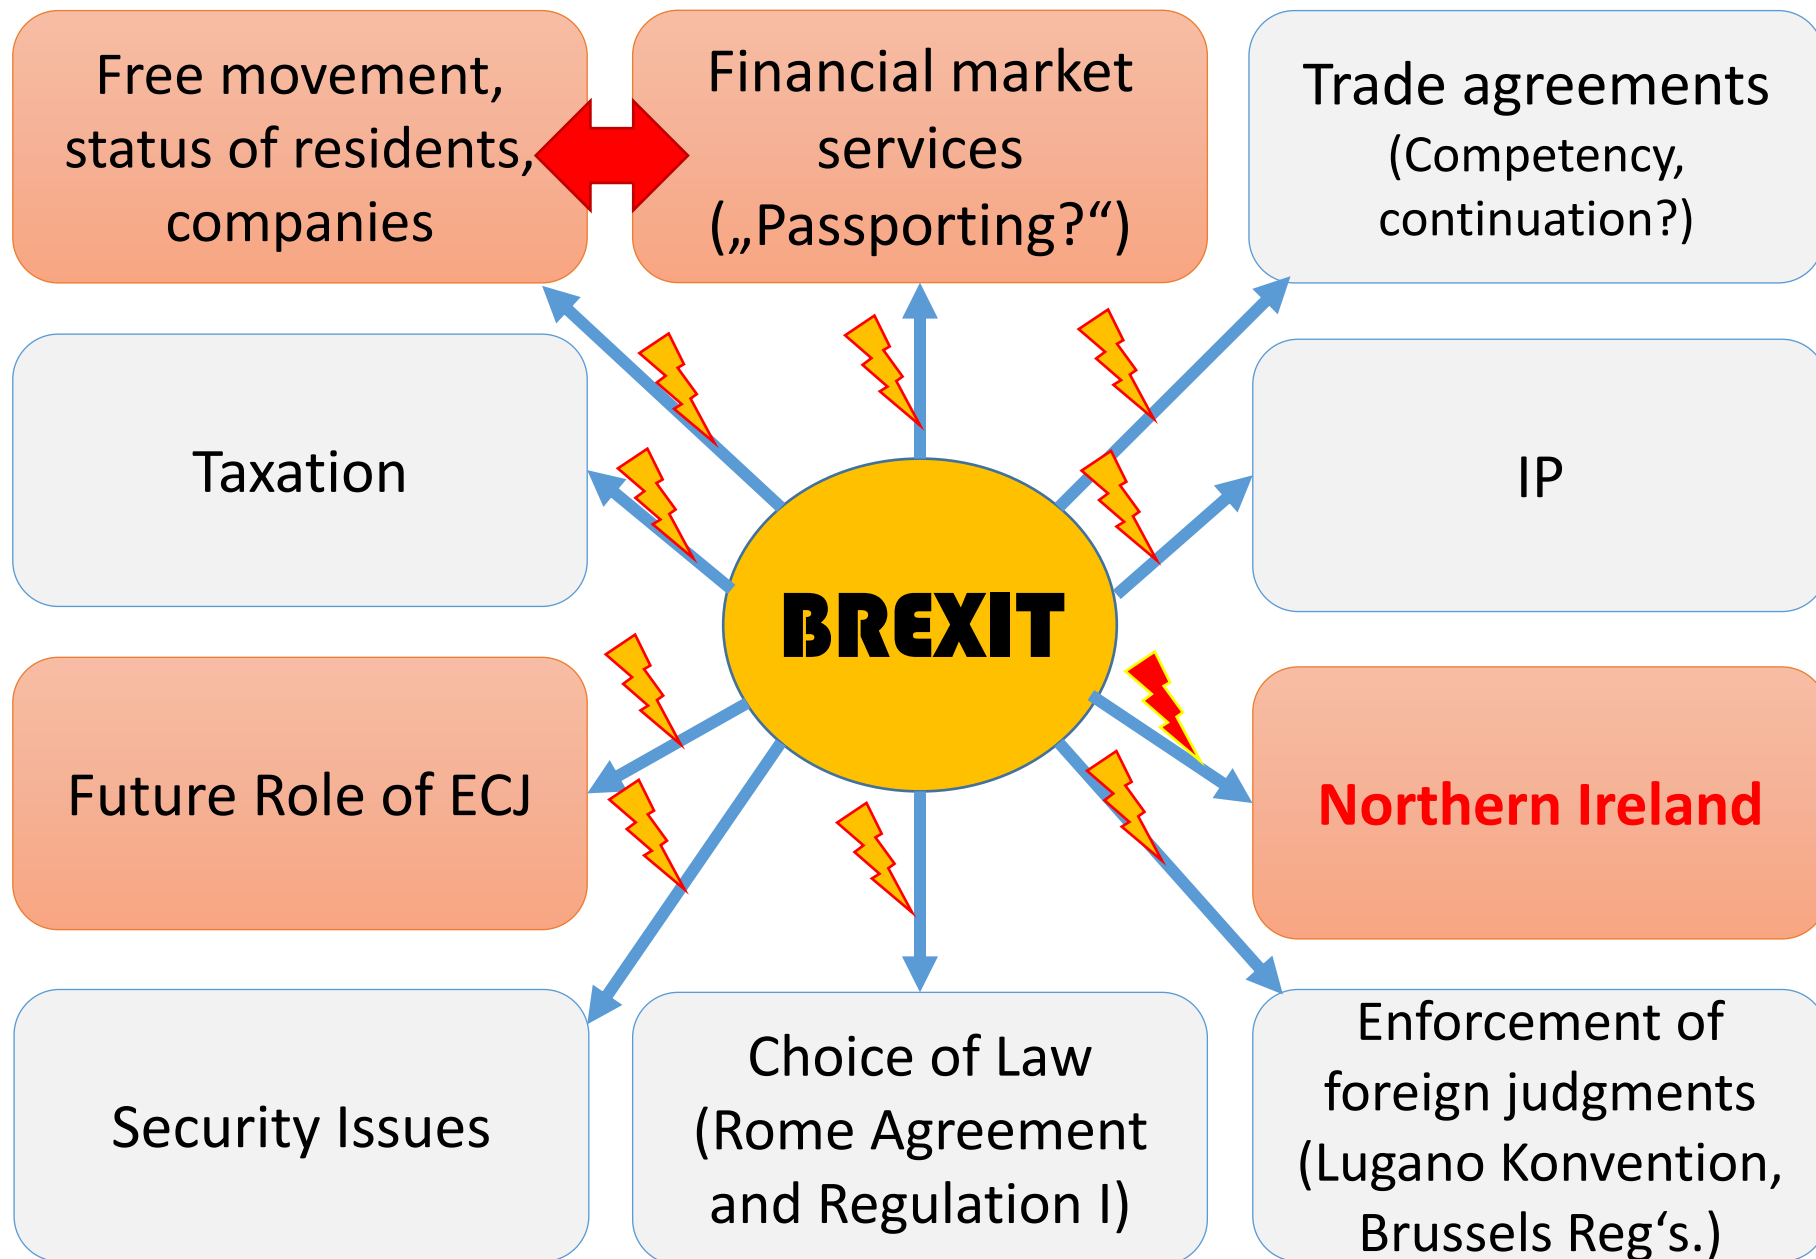 Free movement,
status of residents,
companies
Financial market
services
(„Passporting?“)
Trade agreements
(Competency,
continuation?)
Taxation
IP
BREXIT
Future Role of ECJ
Northern Ireland
Security Issues
Choice of Law
(Rome Agreement
and Regulation I)
Enforcement of
foreign judgments
(Lugano Konvention,
Brussels Reg‘s.)